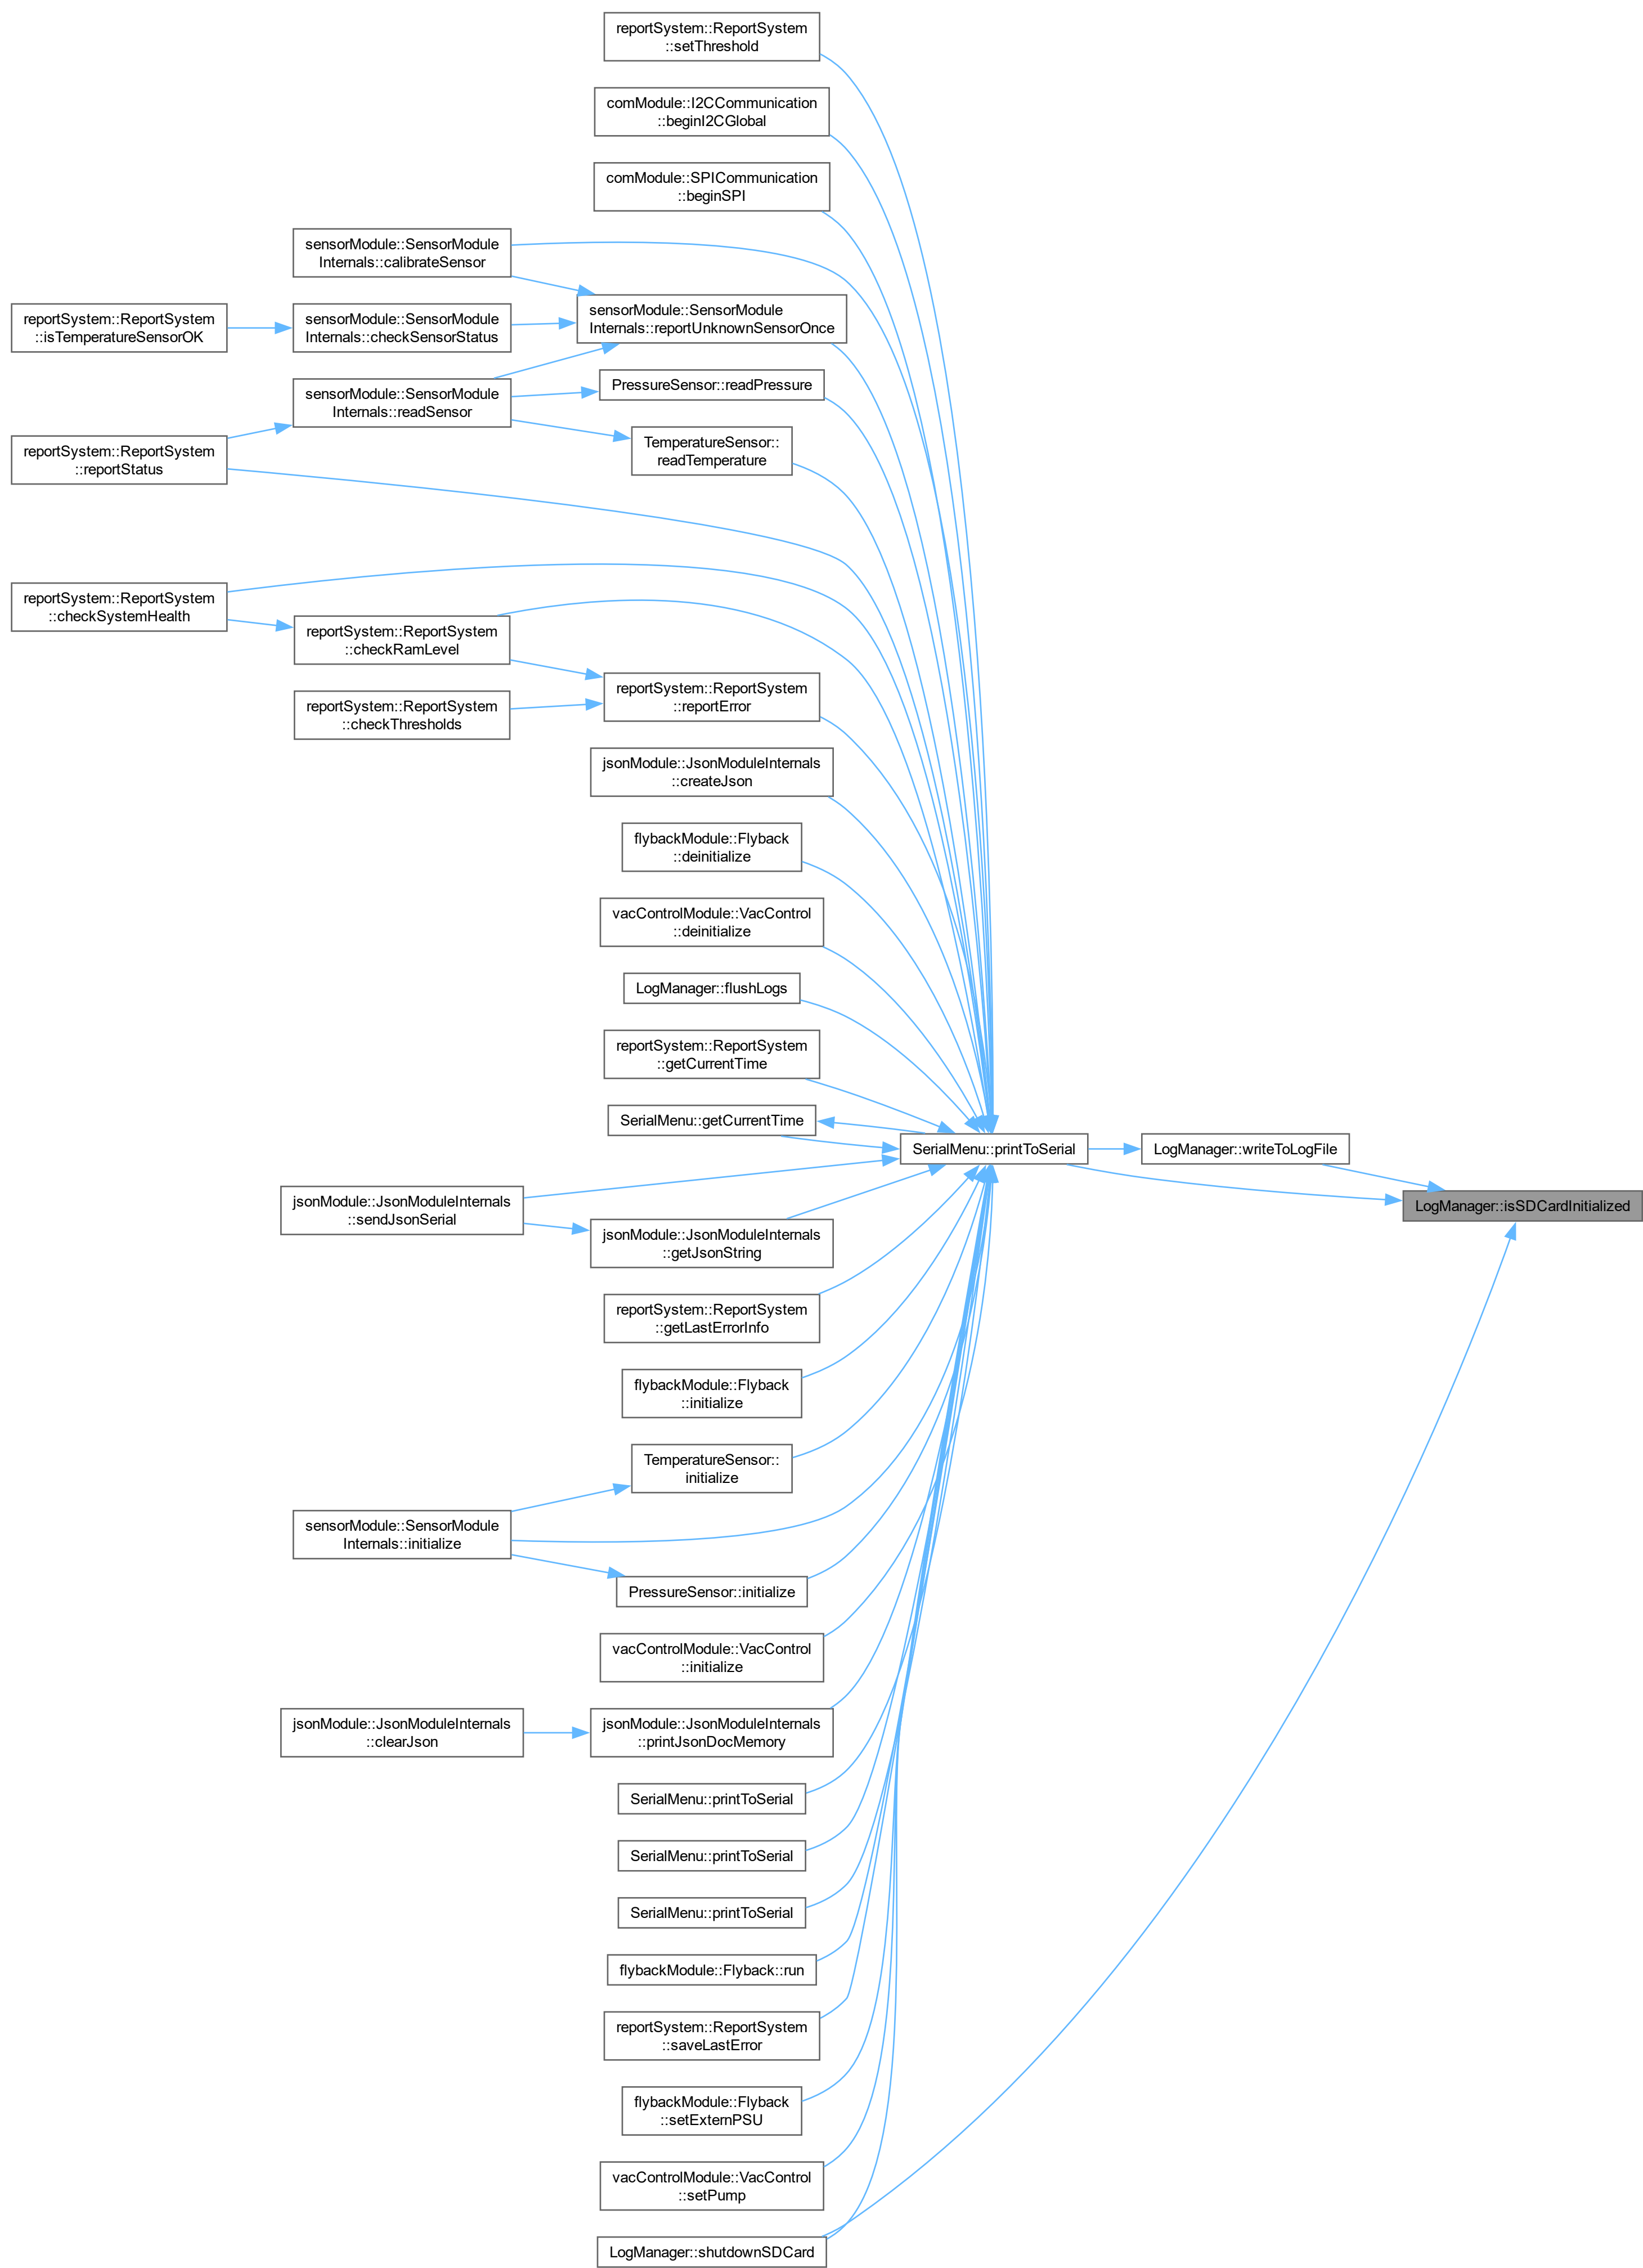 reportSystem::ReportSystem
::setThreshold
comModule::I2CCommunication
::beginI2CGlobal
comModule::SPICommunication
::beginSPI
sensorModule::SensorModule
Internals::calibrateSensor
sensorModule::SensorModule
Internals::reportUnknownSensorOnce
reportSystem::ReportSystem
::isTemperatureSensorOK
sensorModule::SensorModule
Internals::checkSensorStatus
sensorModule::SensorModule
Internals::readSensor
PressureSensor::readPressure
TemperatureSensor::
readTemperature
reportSystem::ReportSystem
::reportStatus
reportSystem::ReportSystem
::checkSystemHealth
reportSystem::ReportSystem
::checkRamLevel
reportSystem::ReportSystem
::reportError
reportSystem::ReportSystem
::checkThresholds
jsonModule::JsonModuleInternals
::createJson
flybackModule::Flyback
::deinitialize
vacControlModule::VacControl
::deinitialize
LogManager::flushLogs
reportSystem::ReportSystem
::getCurrentTime
SerialMenu::getCurrentTime
SerialMenu::printToSerial
LogManager::writeToLogFile
LogManager::isSDCardInitialized
jsonModule::JsonModuleInternals
::sendJsonSerial
jsonModule::JsonModuleInternals
::getJsonString
reportSystem::ReportSystem
::getLastErrorInfo
flybackModule::Flyback
::initialize
TemperatureSensor::
initialize
sensorModule::SensorModule
Internals::initialize
PressureSensor::initialize
vacControlModule::VacControl
::initialize
jsonModule::JsonModuleInternals
::clearJson
jsonModule::JsonModuleInternals
::printJsonDocMemory
SerialMenu::printToSerial
SerialMenu::printToSerial
SerialMenu::printToSerial
flybackModule::Flyback::run
reportSystem::ReportSystem
::saveLastError
flybackModule::Flyback
::setExternPSU
vacControlModule::VacControl
::setPump
LogManager::shutdownSDCard